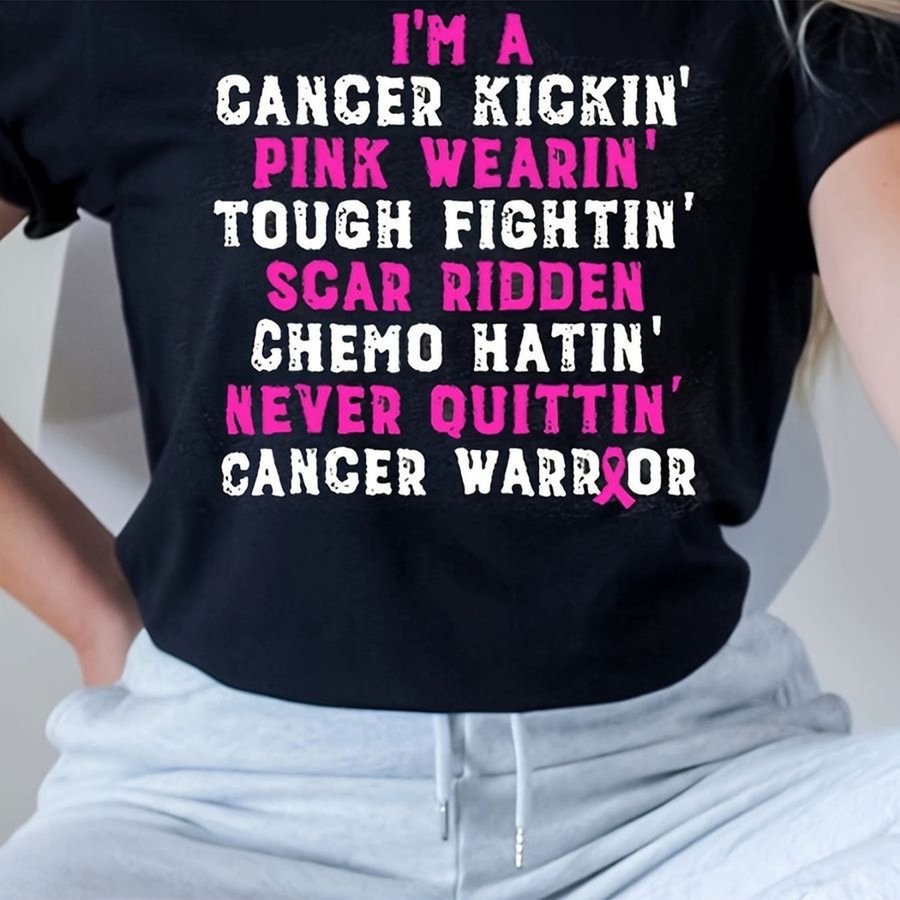 I'M A
CANCER KICKIN'
PINK WEARIN'
TOUGH FIGHTIN'
SCAR RIDDEN
CHEMO HATIN'
NEVER QUITTIN'
CANCER WARRIOR